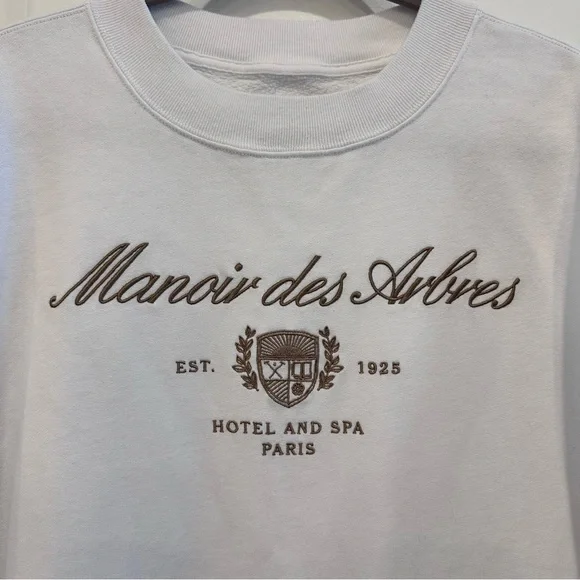 Manoir des Arbres
EST. 1925
HOTEL AND SPA
PARIS